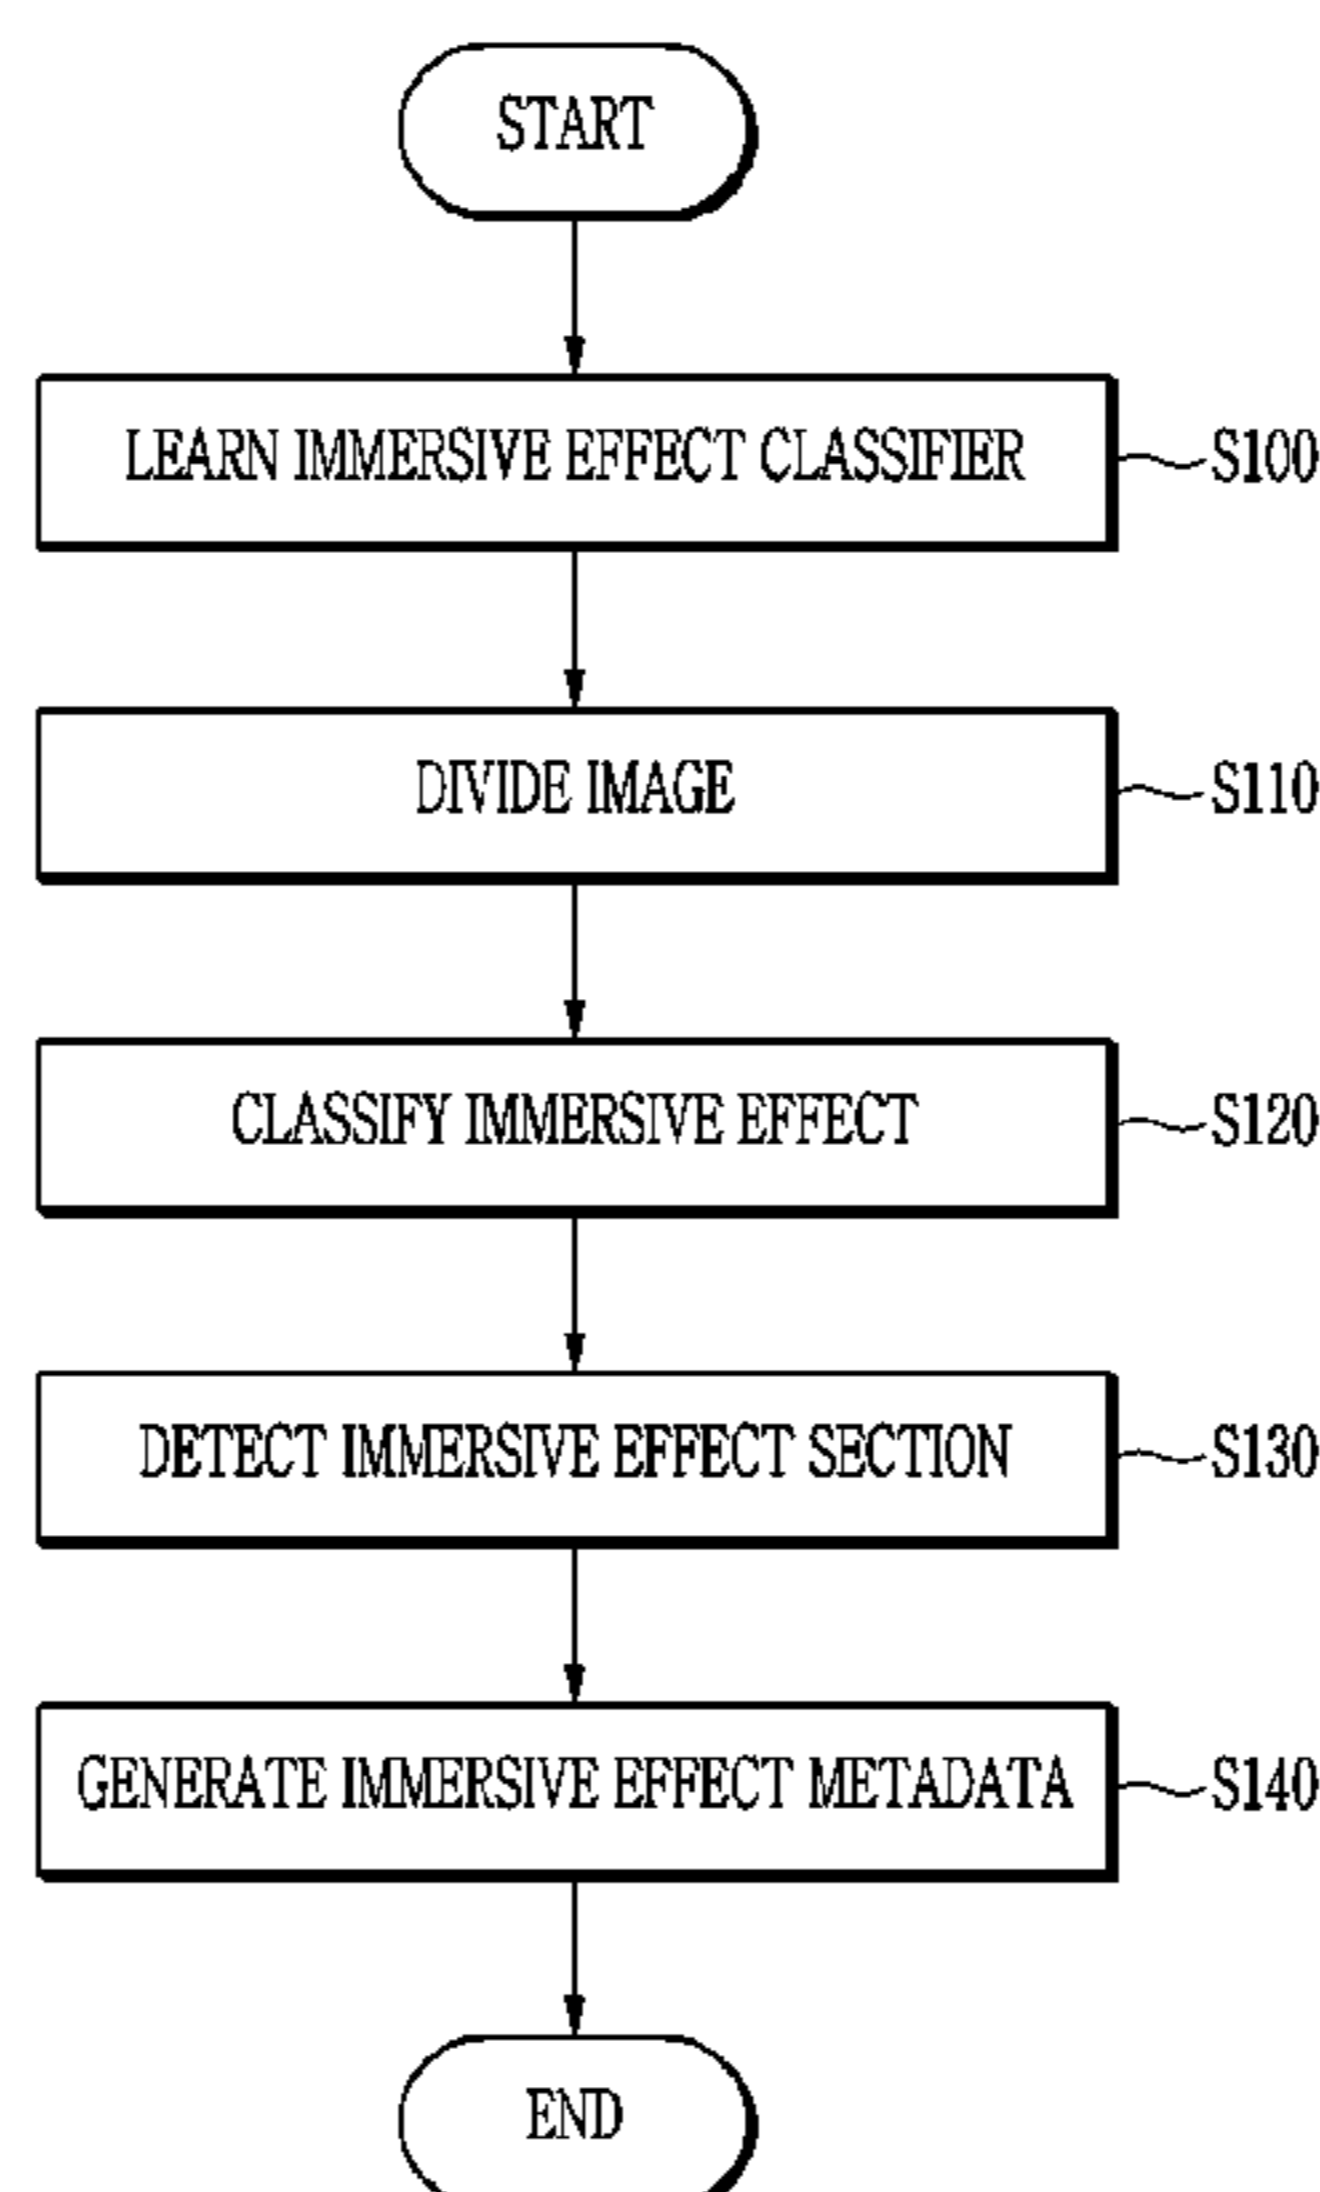 START
LEARN IMMERSIVE EFFECT CLASSIFIER S100
DIVIDE IMAGE S110
CLASSIFY IMMERSIVE EFFECT S120
DETECT IMMERSIVE EFFECT SECTION S130
GENERATE IMMERSIVE EFFECT METADATA S140
END